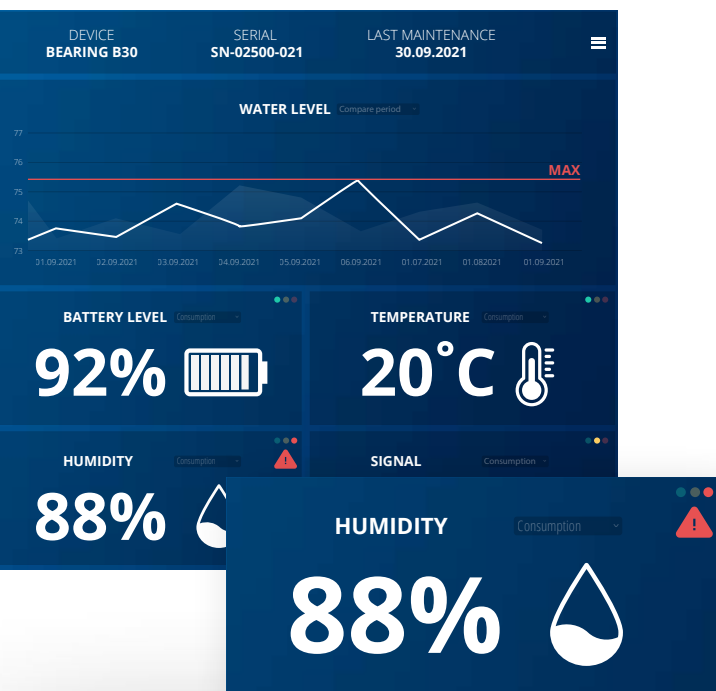 DEVICE SERIAL LAST MAINTENANCE
BEARING B30 SN-02500-021 30.09.2021
WATER LEVEL Compare period
77
76
MAX
75
74
73
01.09.2021 02.09.2021 03.09.2021 04.09.2021 05.09.2021 06.09.2021 01.07.2021 01.082021 01.09.2021
BATTERY LEVEL Consumption
92%
TEMPERATURE Consumption
20°C
HUMIDITY Consumption
88%
SIGNAL Consumption
HUMIDITY Consumption
88%